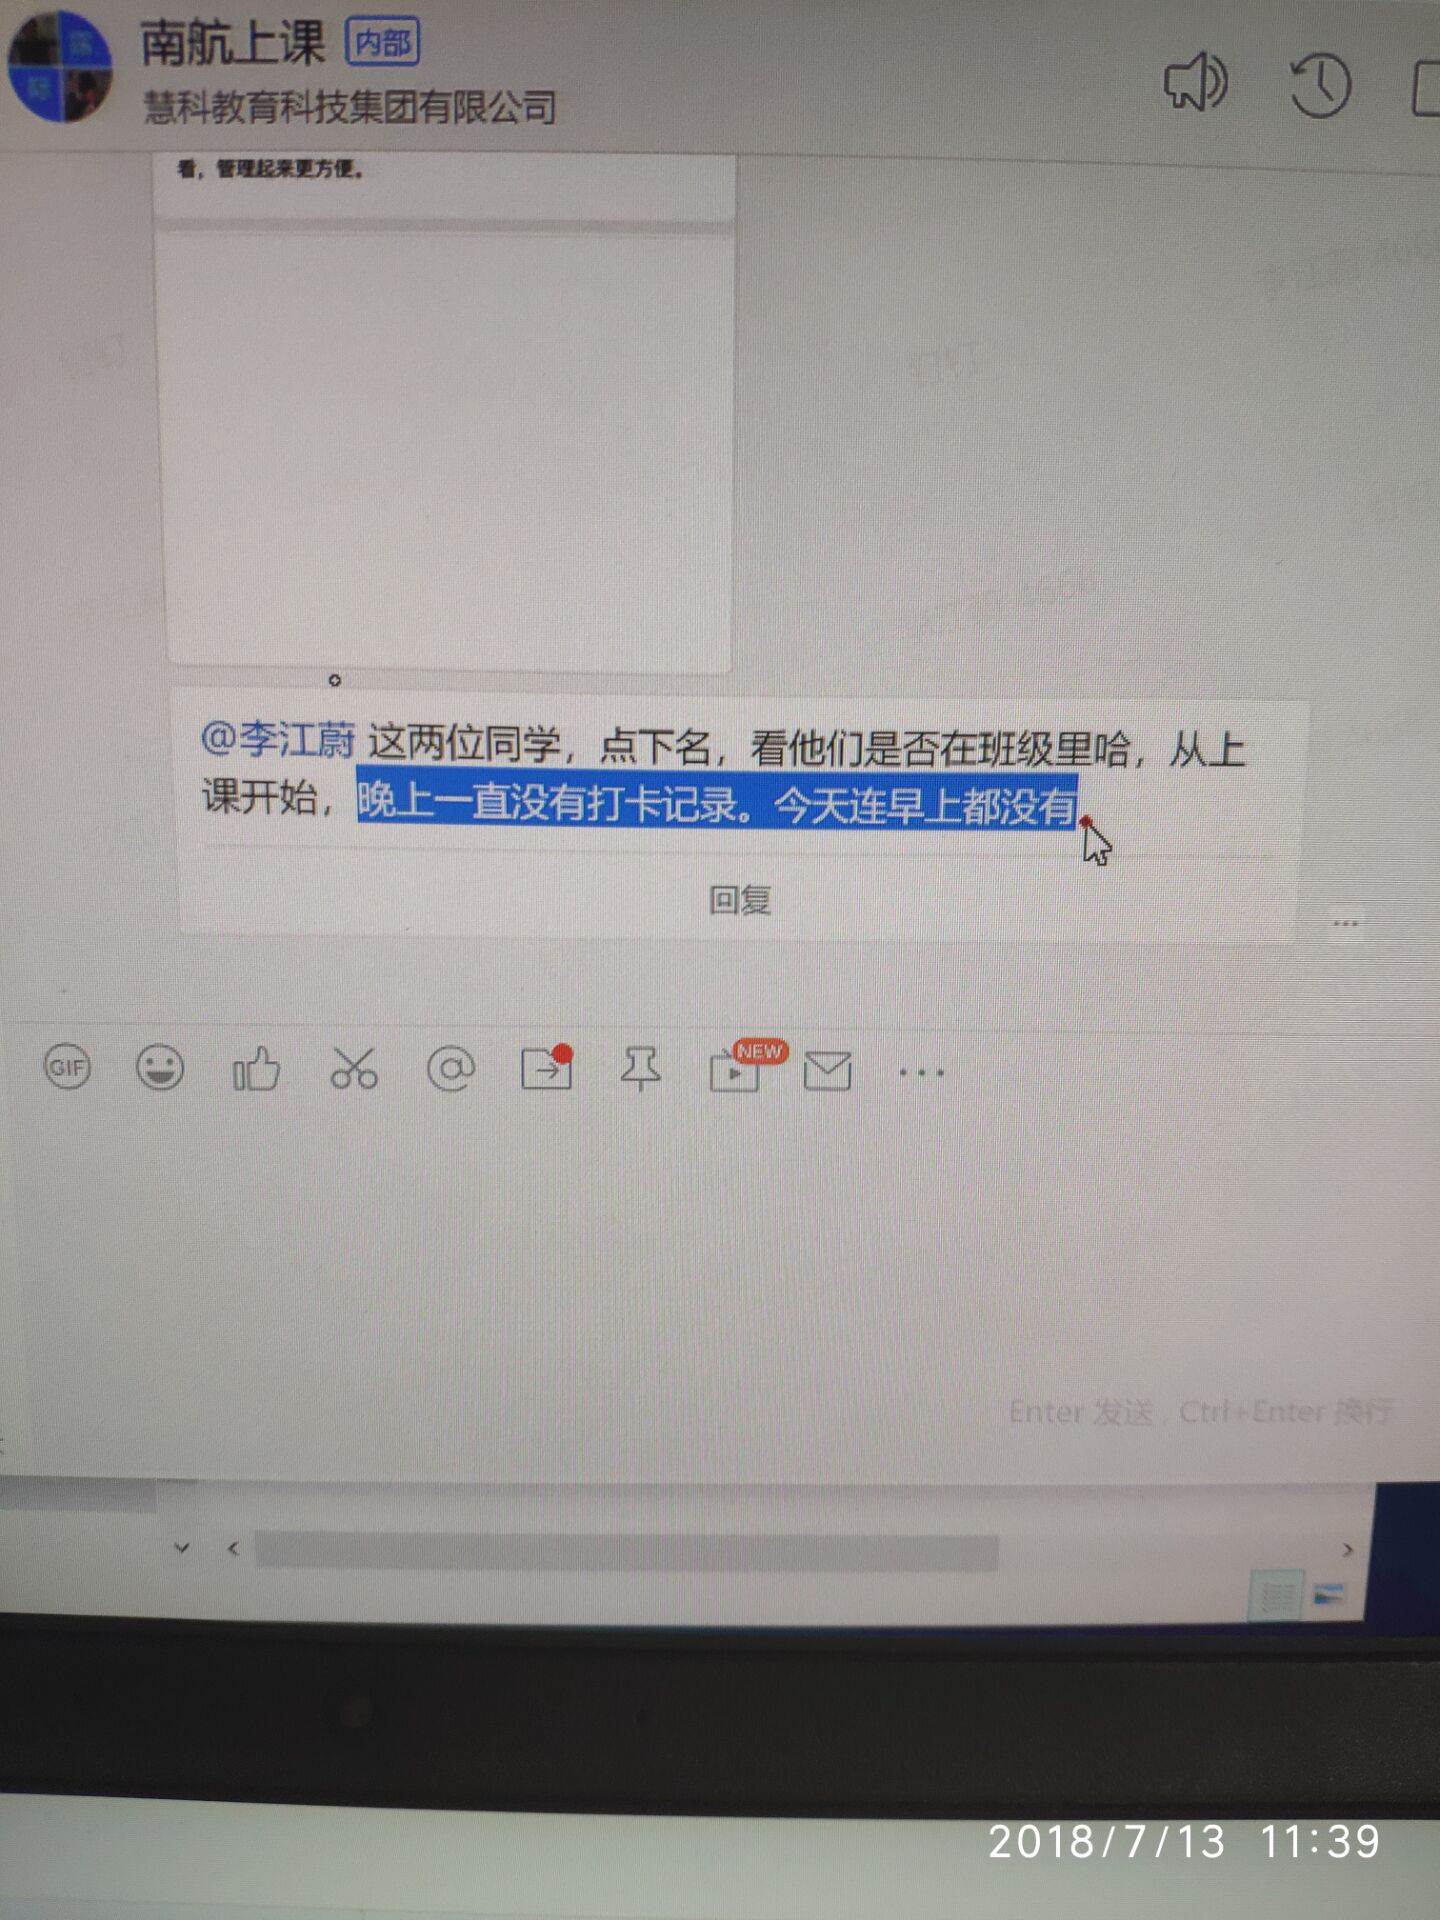 南航上课 内部
慧科教育科技集团有限公司
看，管理起来更方便。
@李江蔚 这两位同学，点下名，看他们是否在班级里哈，从上
课开始，晚上一直没有打卡记录。今天连早上都没有
回复
GIF
NEW
Enter 发送，Ctrl+Enter 换行
2018/7/13 11:39